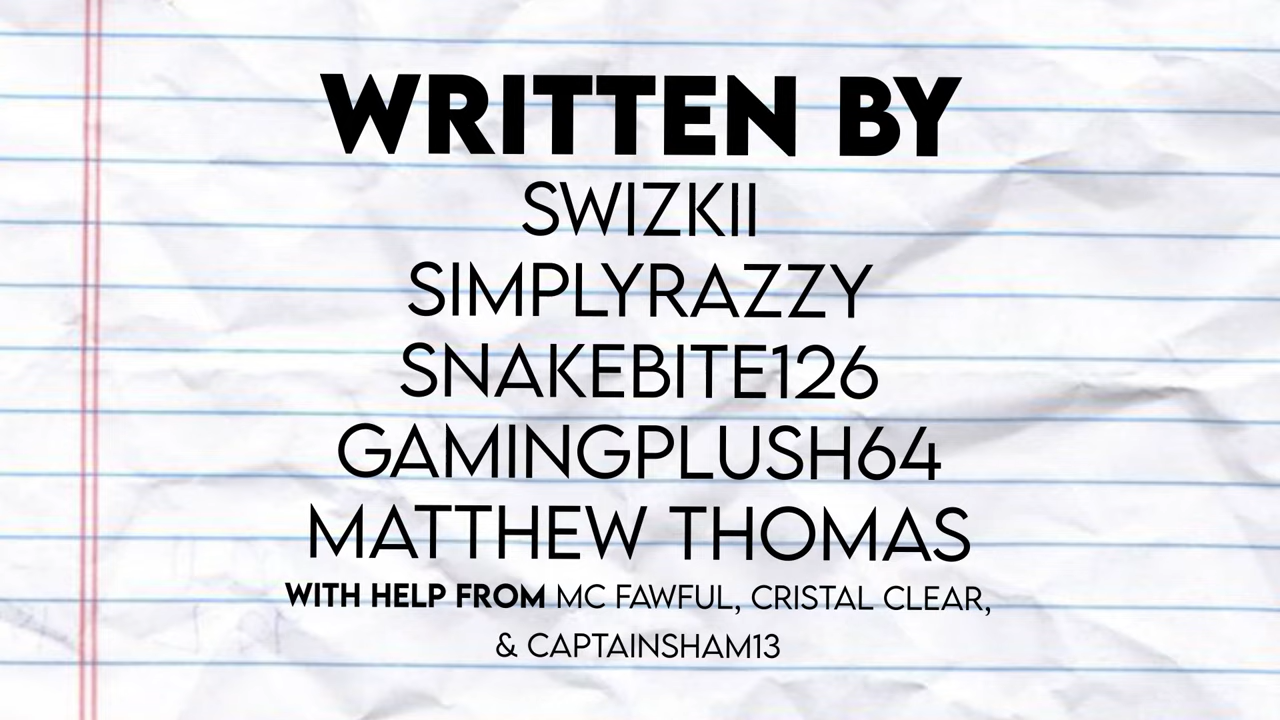 WRITTEN BY
SWIZKII
SIMPLYRAZZY
SNAKEBITE126
GAMINGPLUSH64
MATTHEW THOMAS
WITH HELP FROM MC FAWFUL, CRISTAL CLEAR,
& CAPTAINSHAM13